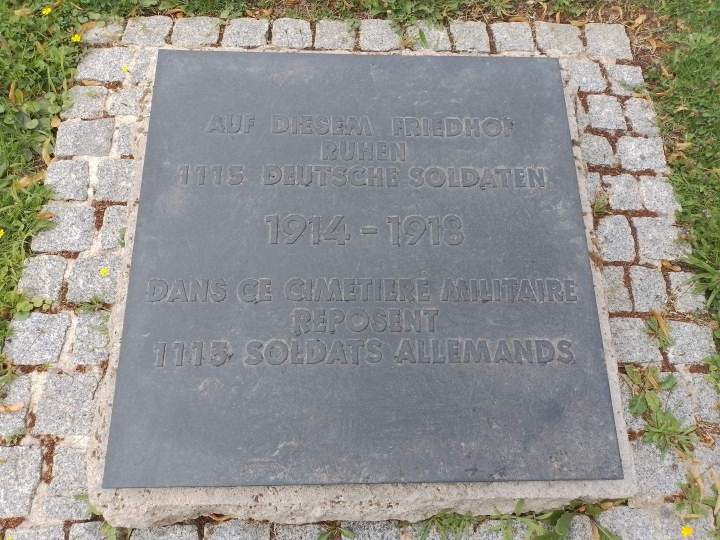 AUF DIESEM FRIEDHOF
RUHEN
1115 DEUTSCHE SOLDATEN
1914 - 1918
DANS CE CIMETIERE MILITAIRE
REPOSENT
1115 SOLDATS ALLEMANDS